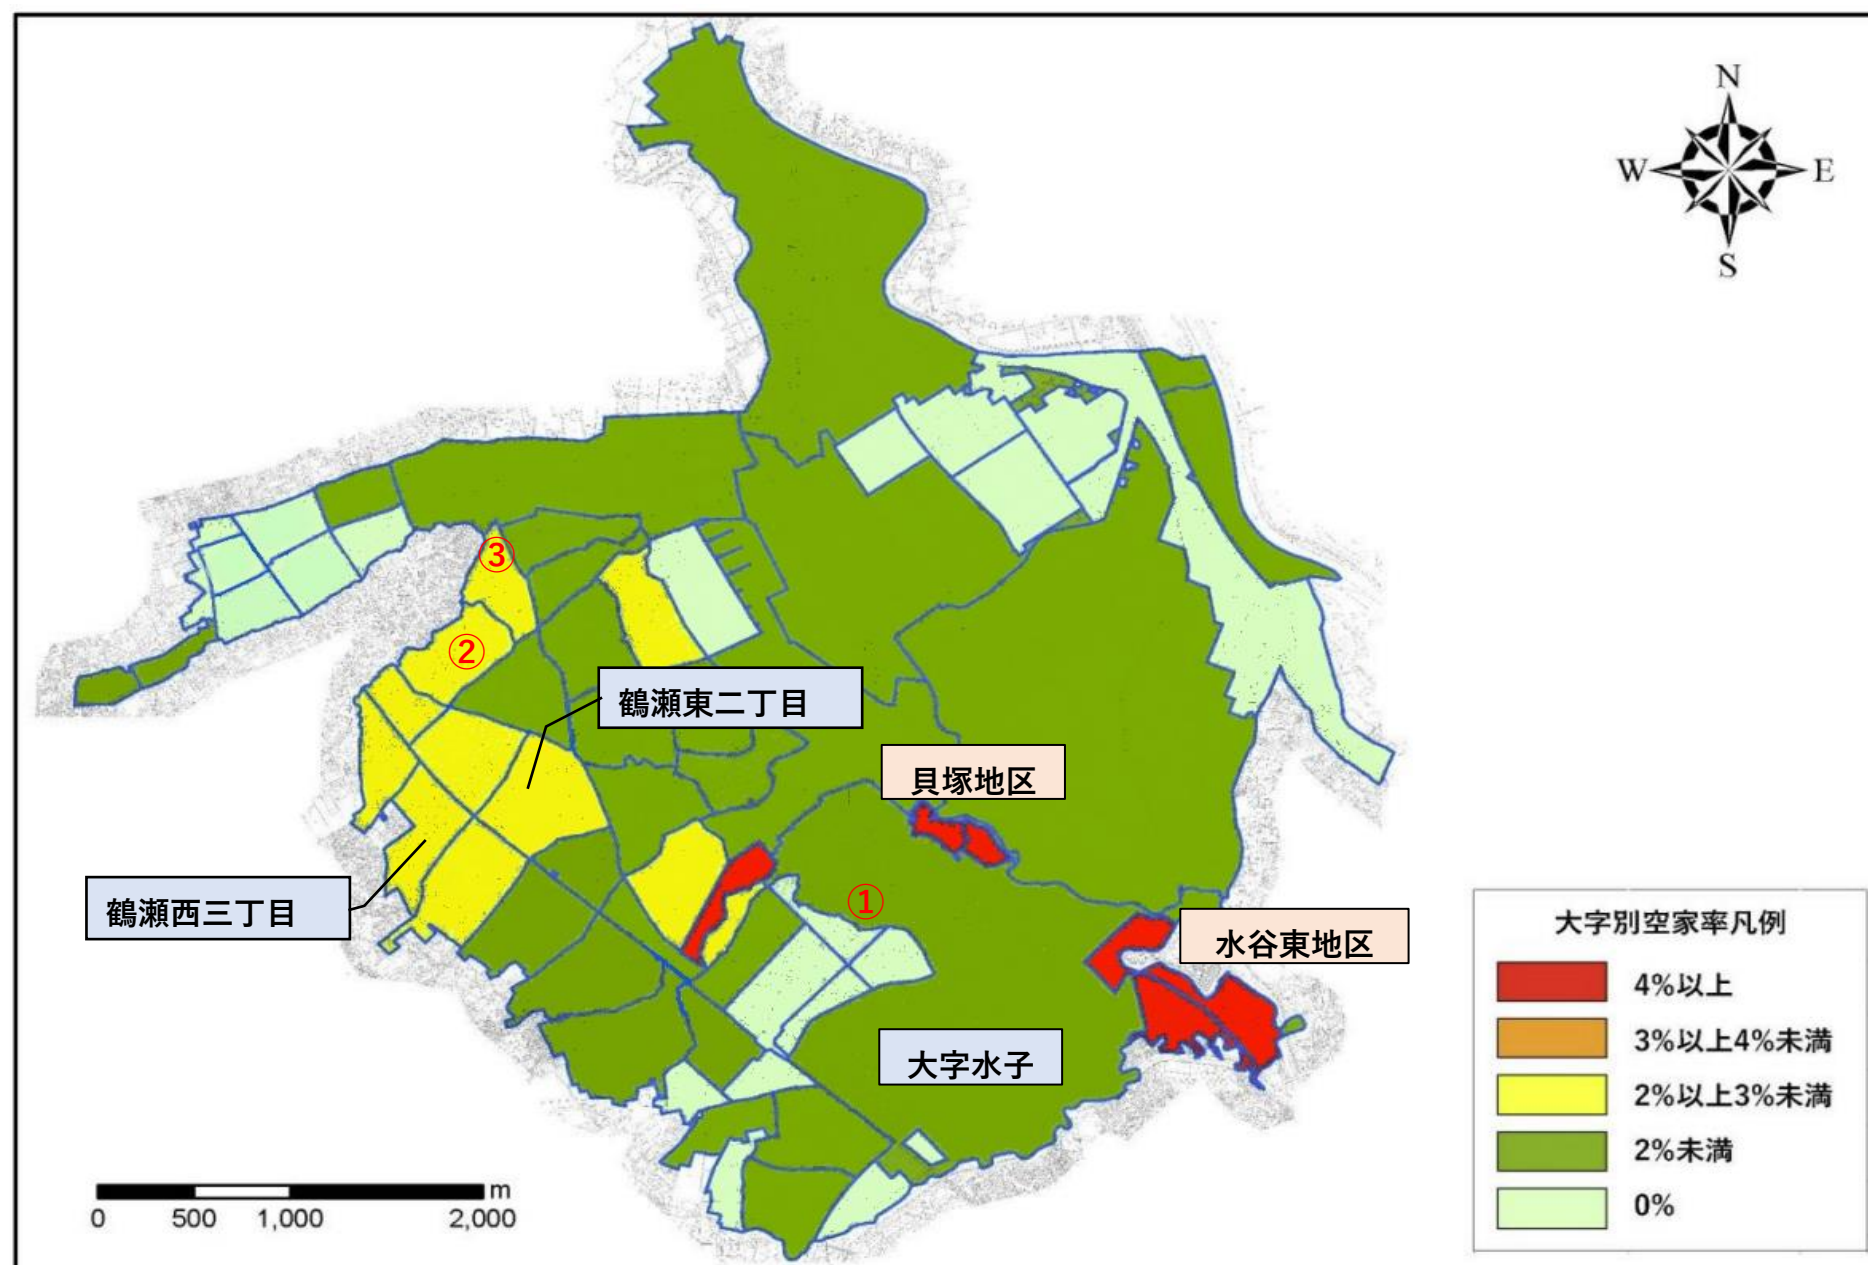 N
W
E
S
③
②
鶴瀬東二丁目
貝塚地区
鶴瀬西三丁目
①
水谷東地区
大字水子
大字別空家率凡例
4%以上
3%以上4%未満
2%以上3%未満
2%未満
0%
m
0 500 1,000 2,000